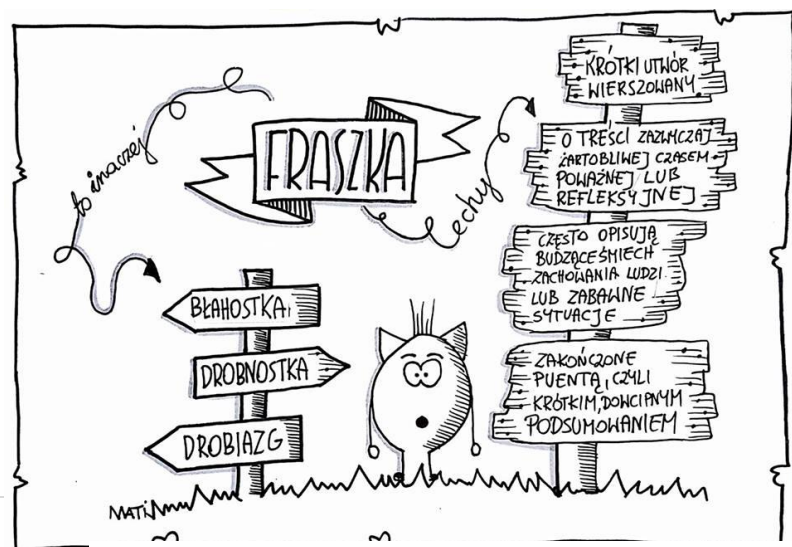 FRASZKA
to inaczej
BŁAHOSTKA,
DROBNOSTKA
DROBIAZG
cechy
KRÓTKI UTWÓR
WIERSZOWANY
O TREŚCI ZAZWYCZAJ
ŻARTOBLIWEJ CZASEM
POWAŻNEJ LUB
REFLEKSYJNEJ
CZĘSTO OPISUJĄ
BUDZĄCE ŚMIECH
ZACHOWANIA LUDZI
LUB ZABAWNE
SYTUACJE
ZAKOŃCZONE
PUENTĄ, CZYLI
KRÓTKIM, DOWCIPNYM
PODSUMOWANIEM
MATI